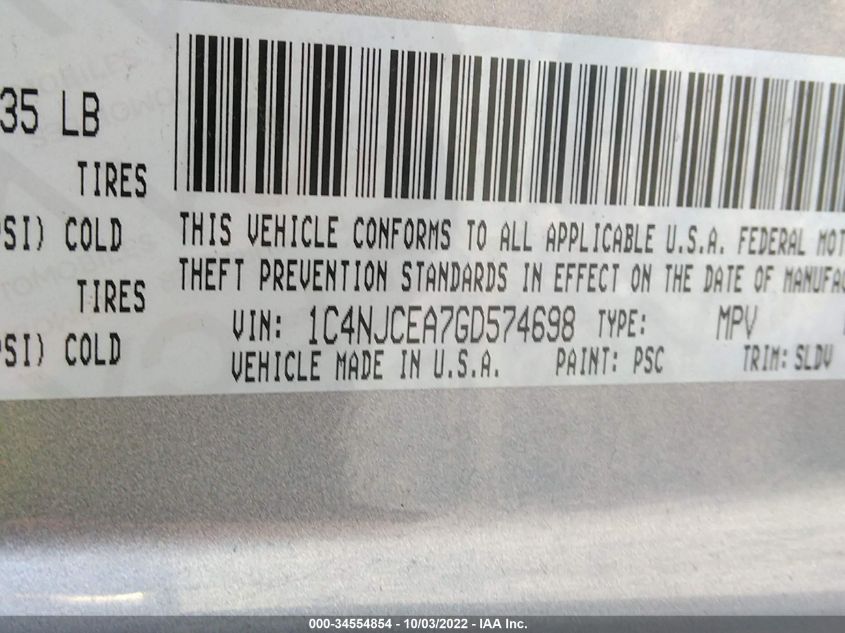 35 LB
TIRES
PSI) COLD
TIRES
PSI) COLD
THIS VEHICLE CONFORMS TO ALL APPLICABLE U.S.A. FEDERAL MOT
THEFT PREVENTION STANDARDS IN EFFECT ON THE DATE OF MANUFAC
VIN: 1C4NJCEA7GD574698 TYPE: MPV
VEHICLE MADE IN U.S.A. PAINT: PSC TRIM: SLDV
000-34554854 - 10/03/2022 - IAA Inc.